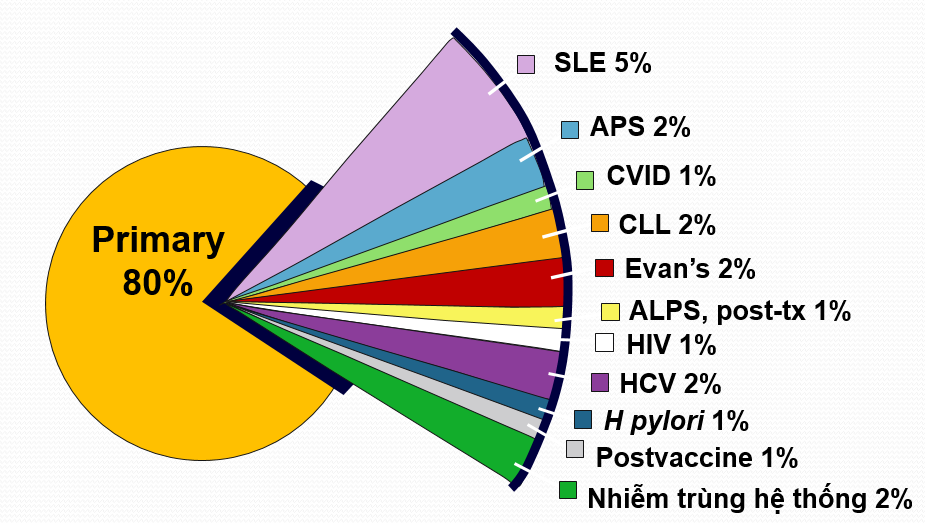 Primary
80%
SLE 5%
APS 2%
CVID 1%
CLL 2%
Evan’s 2%
ALPS, post-tx 1%
HIV 1%
HCV 2%
H pylori 1%
Postvaccine 1%
Nhiễm trùng hệ thống 2%